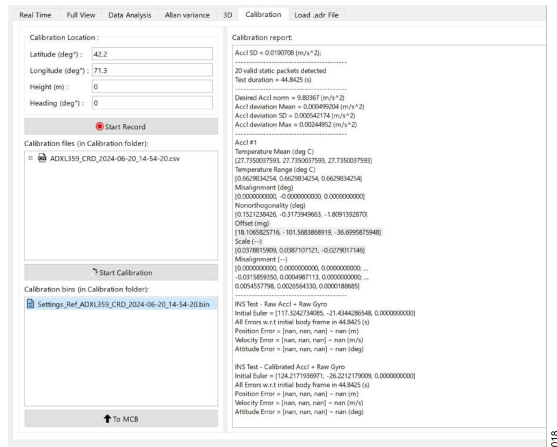 Real Time Full View Data Analysis Allan variance 3D Calibration Load .adr File
Calibration Location :
Latitude (deg°) : 42.2
Longitude (deg°) : 71.3
Height (m) : 0
Heading (deg°) : 0
Start Record
Calibration files (in Calibration folder):
ADXL359_CRD_2024-06-20_14-54-20.csv
Start Calibration
Calibration bins (in Calibration folder):
Settings_Ref_ADXL359_CRD_2024-06-20_14-54-20.bin
To MCB
Calibration report:
Accl SD = 0.0190708 (m/s^2);
----------------------------------------
20 valid static packets detected
Test duration = 44.8425 (s)
----------------------------------------
Desired Accl norm = 9.80367 (m/s^2)
Accl deviation Mean = 0.000499204 (m/s^2)
Accl deviation SD = 0.000542174 (m/s^2)
Accl deviation Max = 0.00244952 (m/s^2)
----------------------------------------
Accl #1
Temperature Mean (deg C)
[27.7350037593, 27.7350037593, 27.7350037593]
Temperature Range (deg C)
[0.6629834254, 0.6629834254, 0.6629834254]
Misalignment (deg)
[0.0000000000, -0.0000000000, 0.0000000000]
Nonorthogonality (deg)
[0.1521238426, -0.3173949663, -1.8091392870]
Offset (mg)
[18.1065825716, -101.5683868919, -36.6995875948]
Scale (--)
[0.0378815909, 0.0387107121, -0.0279017146]
Misalignment (--)
[0.0000000000, 0.0000000000, 0.0000000000; ...
-0.0315859350, 0.0004987113, 0.0000000000; ...
0.0054557798, 0.0026564330, 0.0000188685]
----------------------------------------
INS Test - Raw Accl + Raw Gyro
Initial Euler = [117.3242734085, -21.4344286548, 0.0000000000]
All Errors w.r.t initial body frame in 44.8425 (s)
Position Error = [nan, nan, nan] ~ nan (m)
Velocity Error = [nan, nan, nan] ~ nan (m/s)
Attitude Error = [nan, nan, nan] ~ nan (deg)
INS Test - Calibrated Accl + Raw Gyro
Initial Euler = [124.2171936971, -26.2212179009, 0.0000000000]
All Errors w.r.t initial body frame in 44.8425 (s)
Position Error = [nan, nan, nan] ~ nan (m)
Velocity Error = [nan, nan, nan] ~ nan (m/s)
Attitude Error = [nan, nan, nan] ~ nan (deg)
018